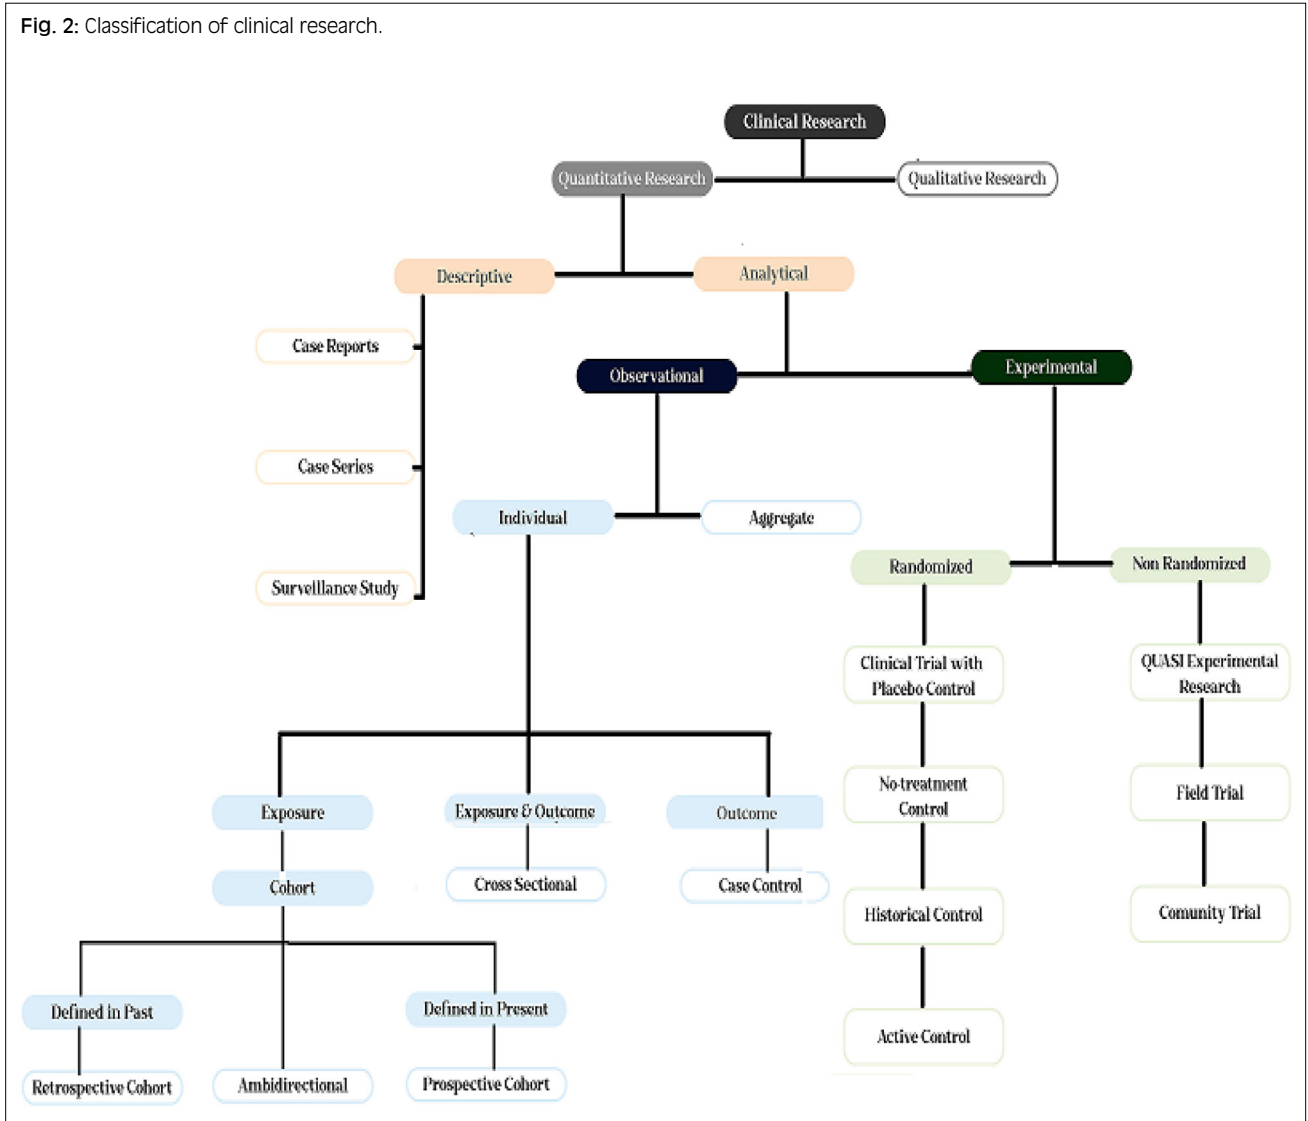 Fig. 2: Classification of clinical research.
Clinical Research
Quantitative Research
Qualitative Research
Descriptive
Analytical
Case Reports
Observational
Experimental
Case Series
Individual
Aggregate
Randomized
Non Randomized
Surveillance Study
Clinical Trial with
Placebo Control
QUASI Experimental
Research
No-treatment
Control
Field Trial
Exposure
Exposure & Outcome
Outcome
Cohort
Cross Sectional
Case Control
Historical Control
Comunity Trial
Defined in Past
Defined in Present
Active Control
Retrospective Cohort
Ambidirectional
Prospective Cohort